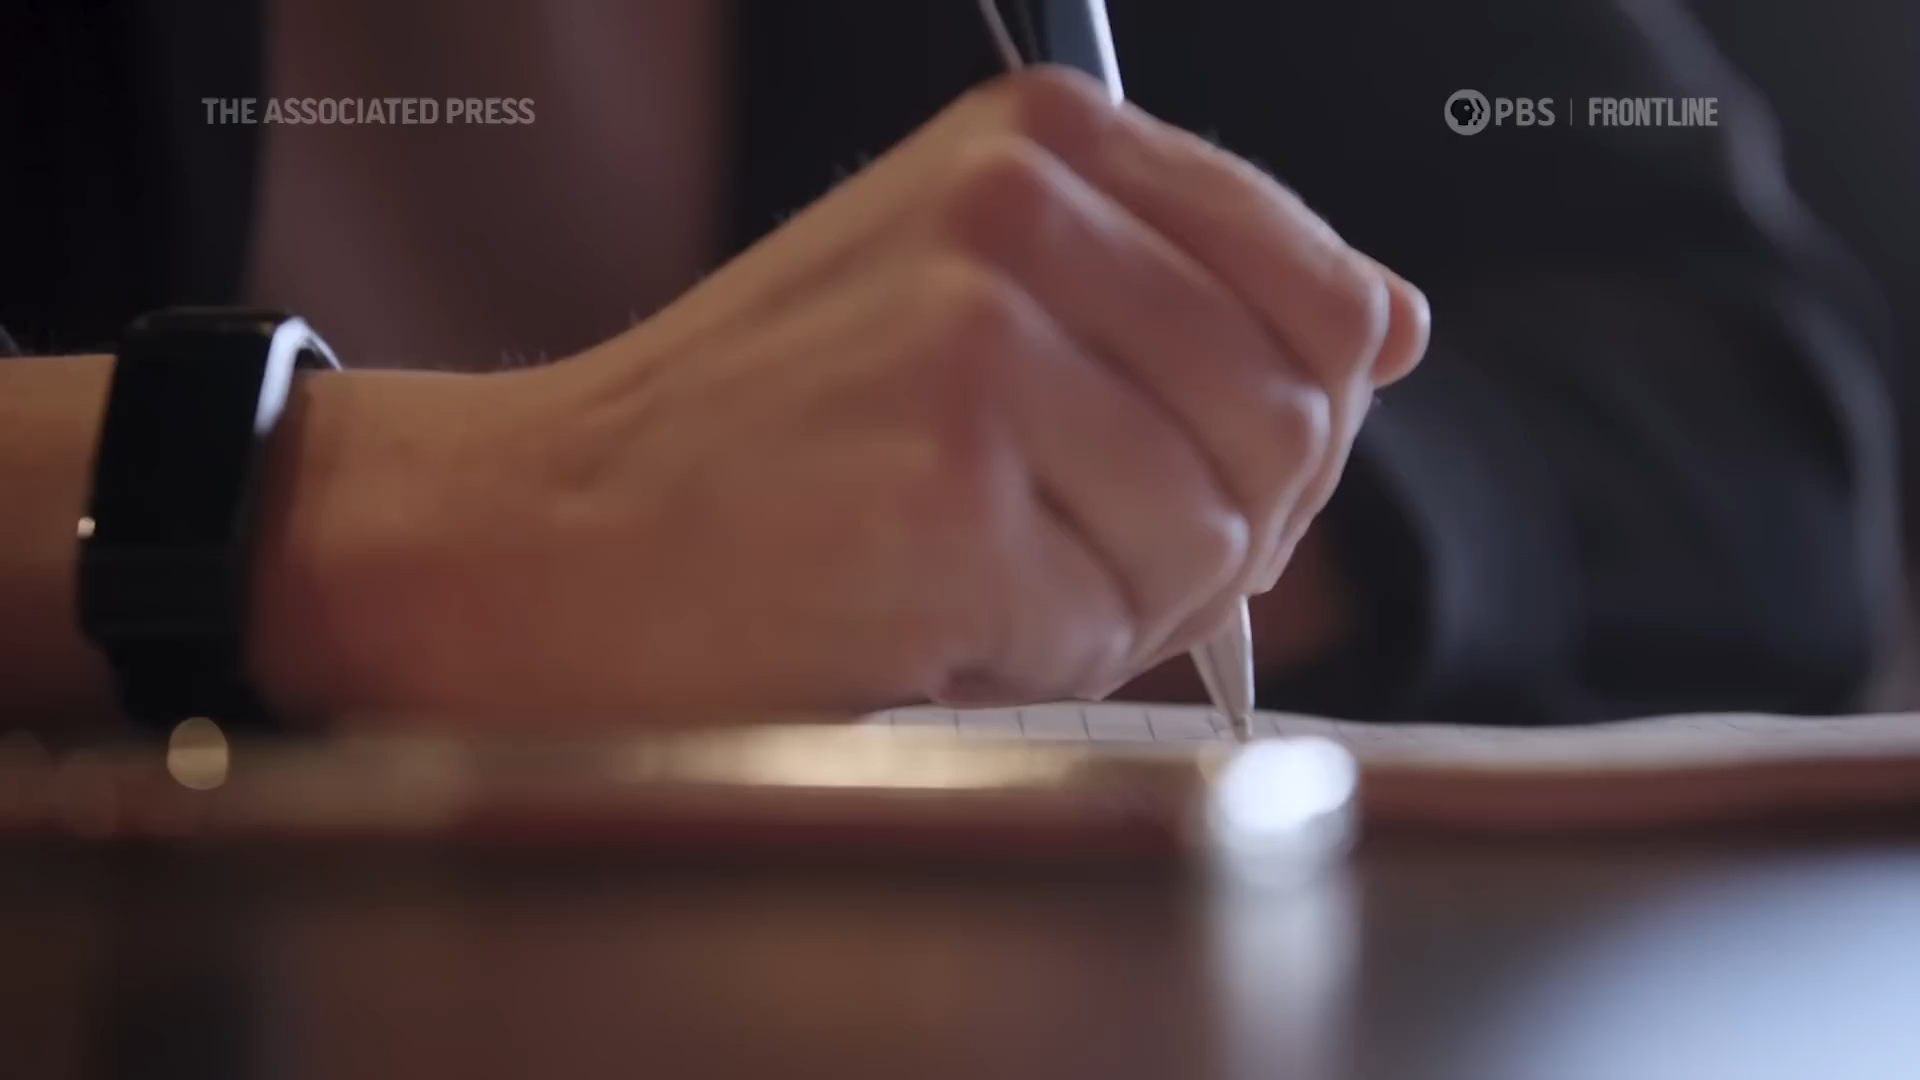 THE ASSOCIATED PRESS
PBS | FRONTLINE